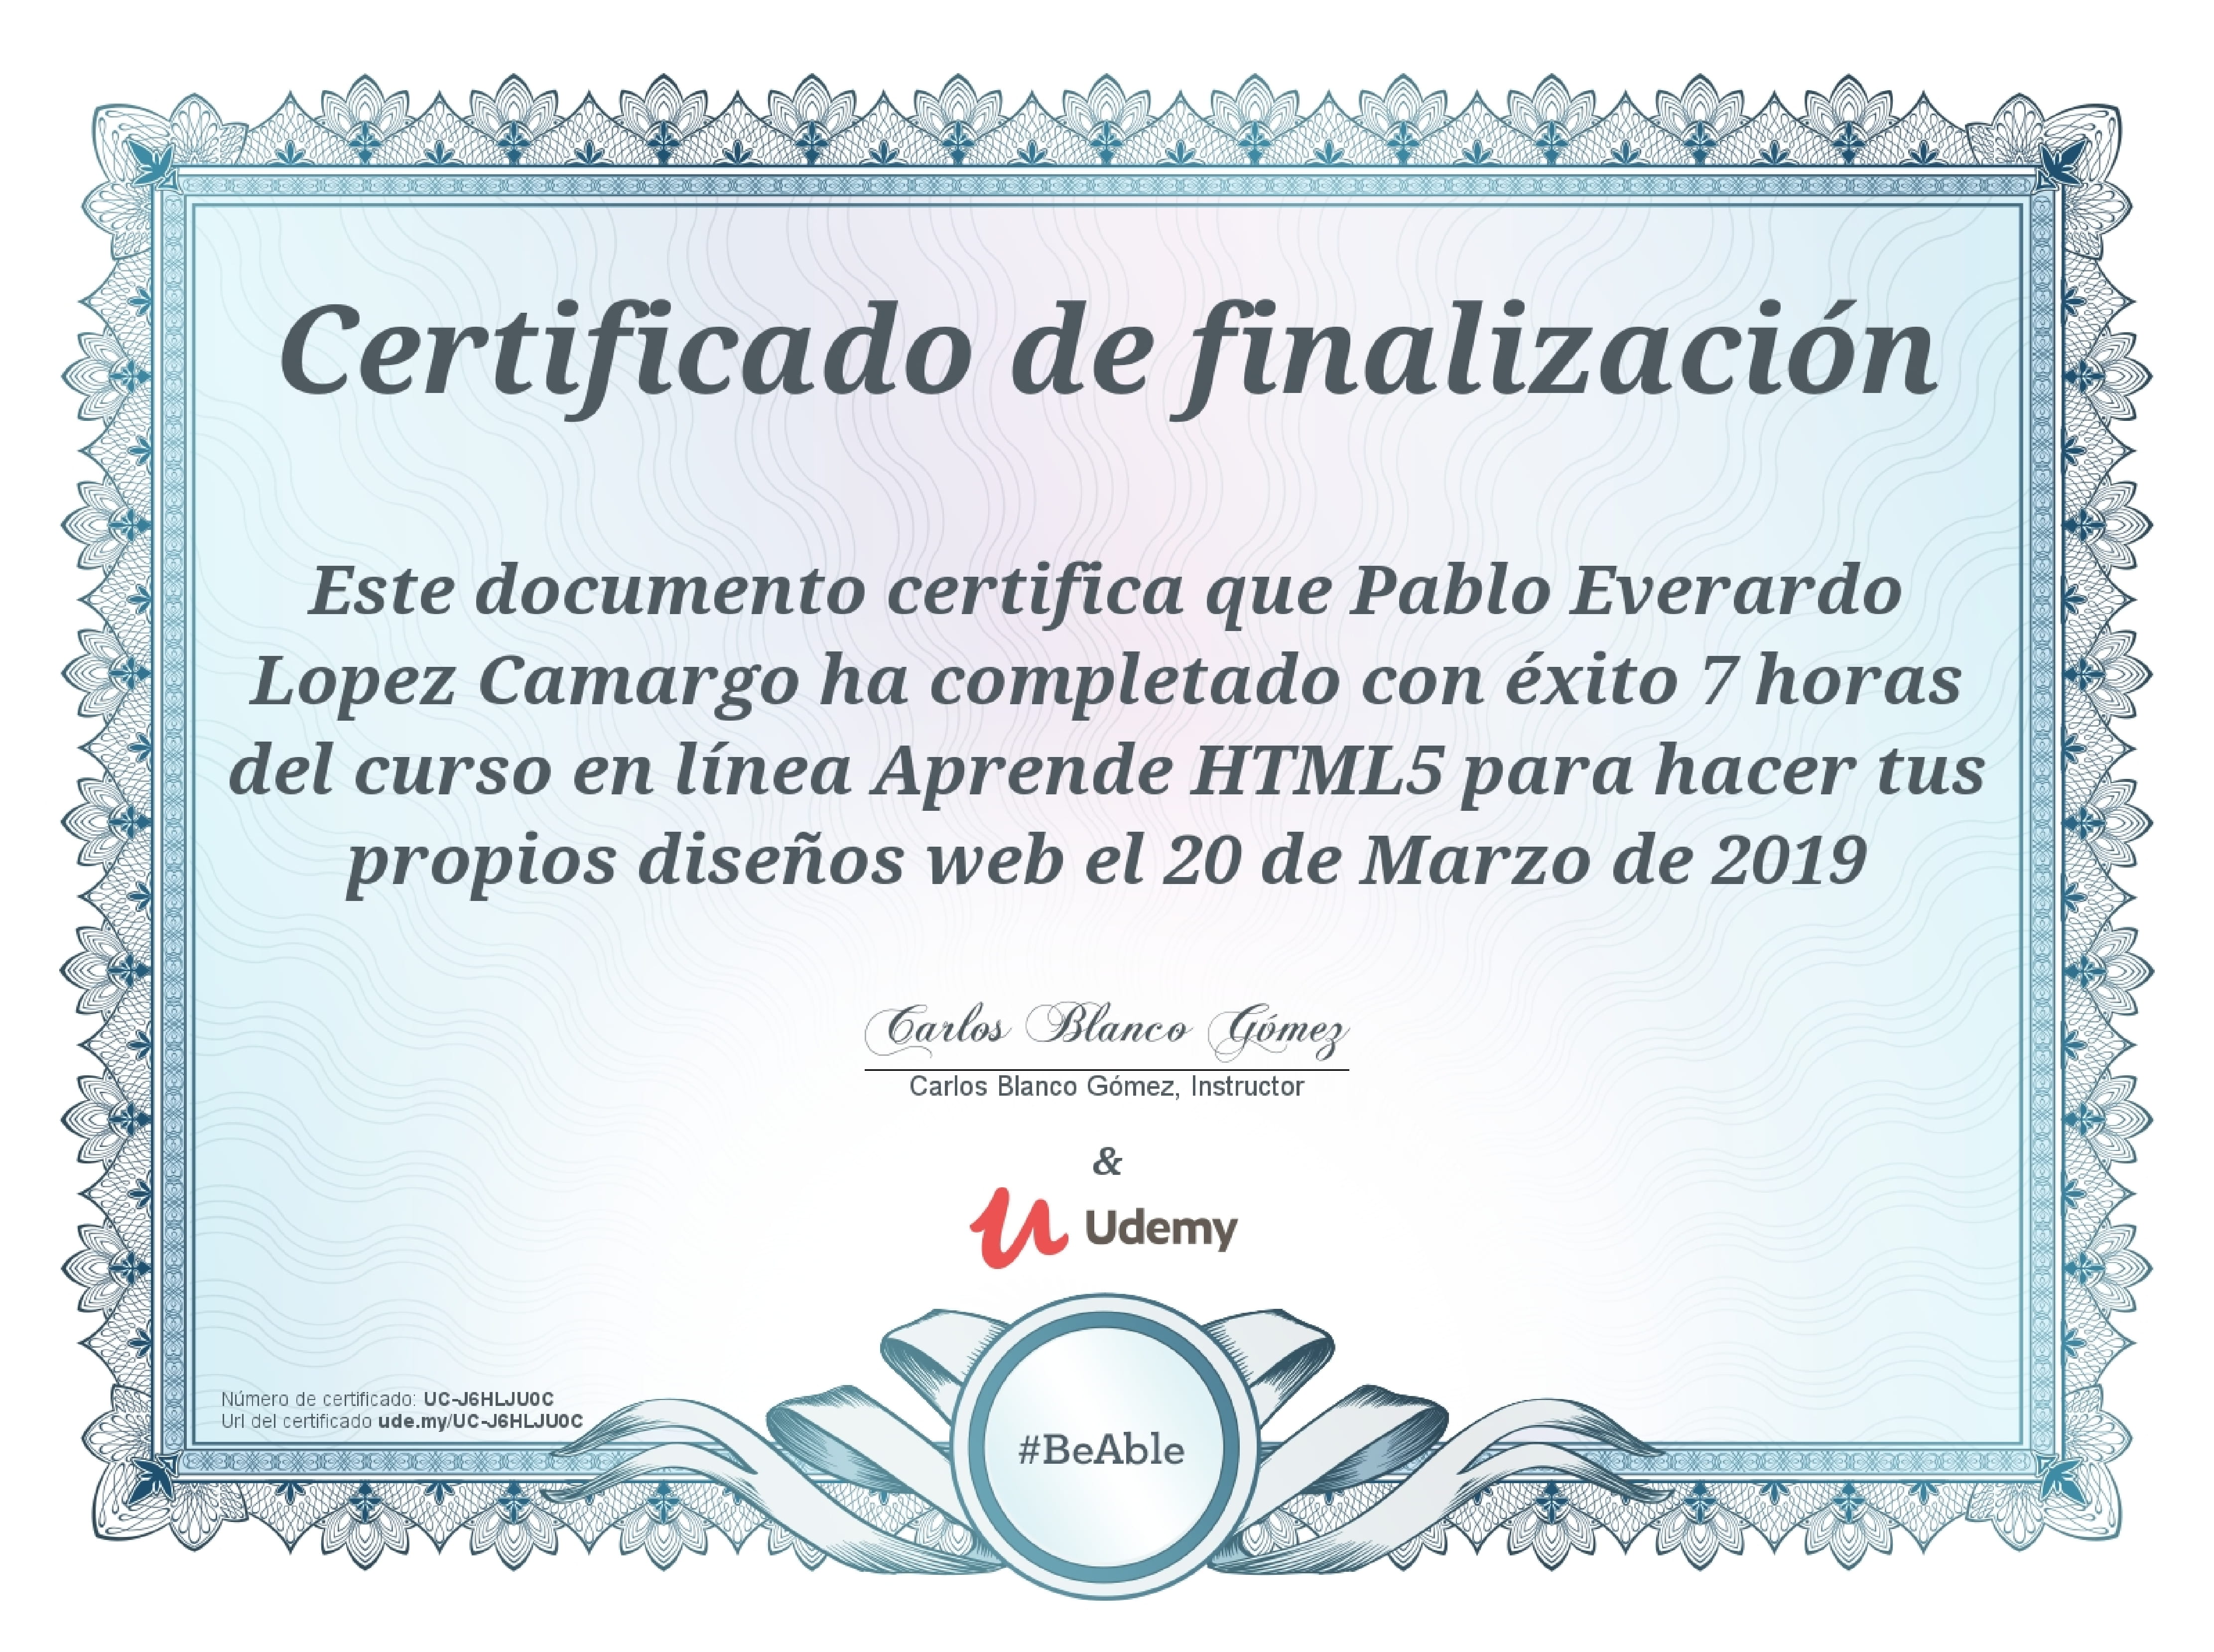 Certificado de finalización
Este documento certifica que Pablo Everardo
Lopez Camargo ha completado con éxito 7 horas
del curso en línea Aprende HTML5 para hacer tus
propios diseños web el 20 de Marzo de 2019
Carlos Blanco Gómez
Carlos Blanco Gómez, Instructor
&
Udemy
Número de certificado: UC-J6HLJU0C
Url del certificado ude.my/UC-J6HLJU0C
#BeAble